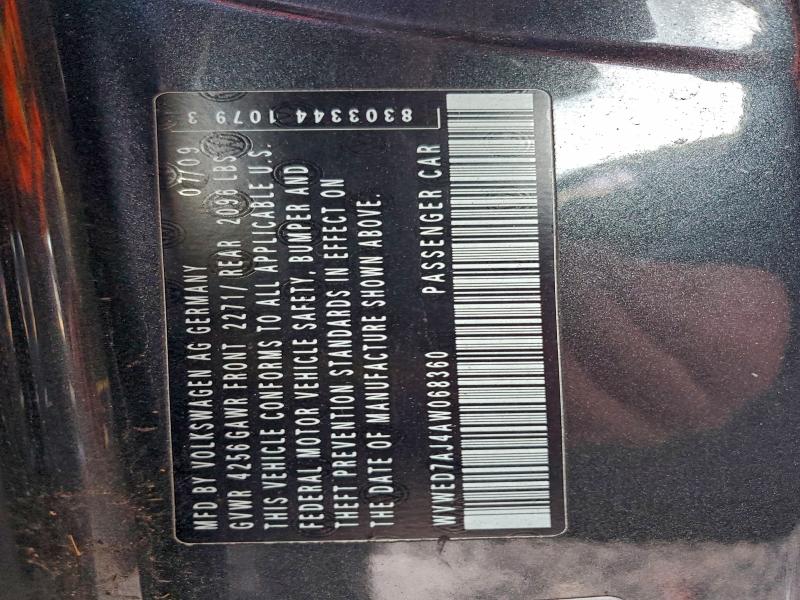 MFD BY VOLKSWAGEN AG GERMANY 07/09
GVWR 4256 GAWR FRONT 2271/ REAR 2096 LBS
THIS VEHICLE CONFORMS TO ALL APPLICABLE U.S.
FEDERAL MOTOR VEHICLE SAFETY, BUMPER AND
THEFT PREVENTION STANDARDS IN EFFECT ON
THE DATE OF MANUFACTURE SHOWN ABOVE.
WVWED7AJ4AW068360 PASSENGER CAR
8303344 1079 3